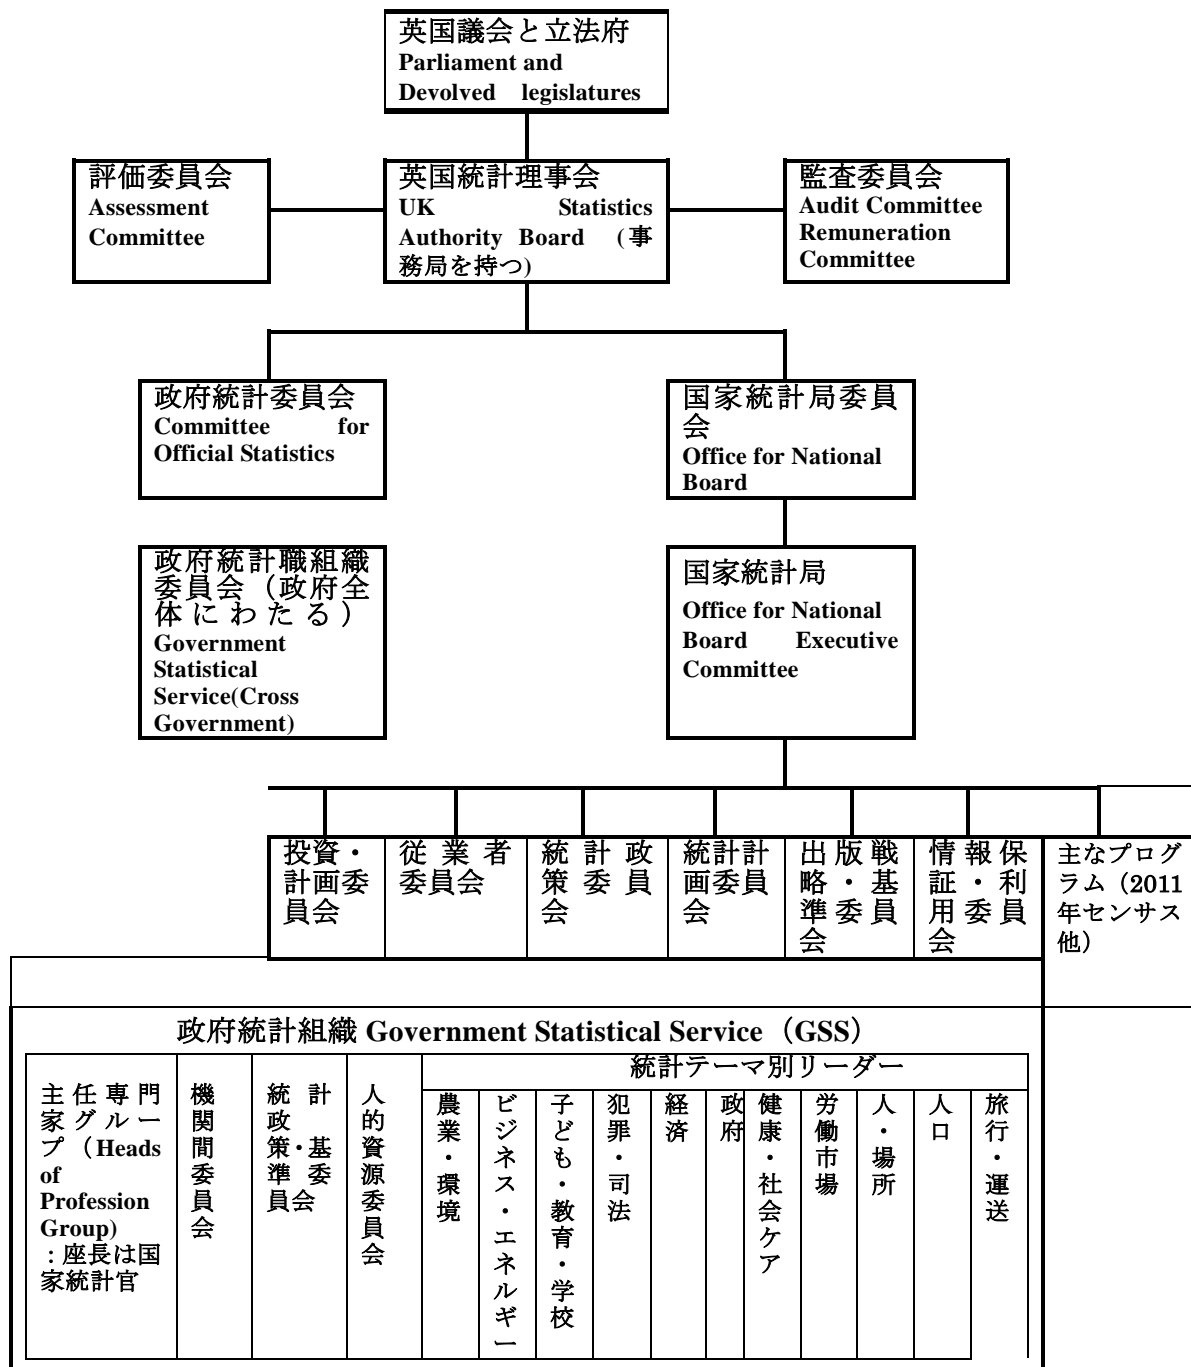 英国議会と立法府
Parliament and
Devolved legislatures
評価委員会
Assessment
Committee
英国統計理事会
UK Statistics
Authority Board (事
務局を持つ)
監査委員会
Audit Committee
Remuneration
Committee
政府統計委員会
Committee for
Official Statistics
国家統計局委員
会
Office for National
Board
政府統計職組織
委員会（政府全
体にわたる）
Government
Statistical
Service(Cross
Government)
国家統計局
Office for National
Board Executive
Committee
投資・
計画委
員会
従業者
委員会
統計政
策委員
会
統計計
画委員
会
出版戦
略・基
準委員
会
情報保
証・利
用委員
会
主なプログ
ラム（2011
年センサス
他）
政府統計組織 Government Statistical Service（GSS）
主任専門
家グルー
プ（Heads
of
Profession
Group)
：座長は国
家統計官
機関間委員会
統計
政
策・基
準委
員会
人的資源委員会
統計テーマ別リーダー
農業・環境
ビジネス・エネルギー
子ども・教育・学校
犯罪・司法
経済
政府
健康・社会ケア
労働市場
人・場所
人口
旅行・運送